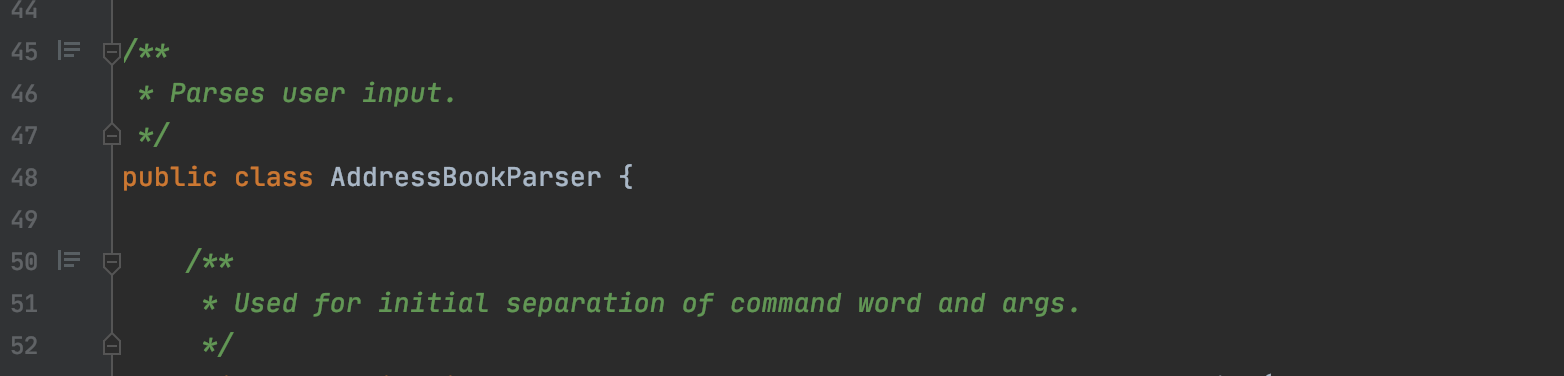 44
45 /**
46 * Parses user input.
47 */
48 public class AddressBookParser {
49
50 /**
51 * Used for initial separation of command word and args.
52 */